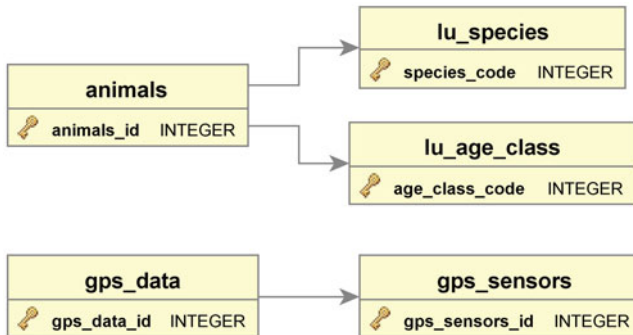 animals
animals_id INTEGER
lu_species
species_code INTEGER
lu_age_class
age_class_code INTEGER
gps_data
gps_data_id INTEGER
gps_sensors
gps_sensors_id INTEGER